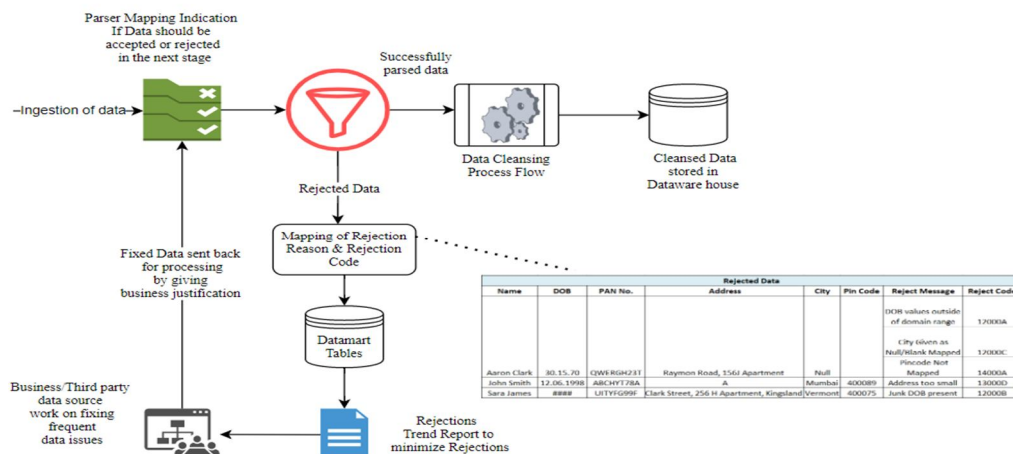 Parser Mapping Indication
If Data should be
accepted or rejected
in the next stage
Successfully
parsed data
–Ingestion of data
Data Cleansing
Process Flow
Cleansed Data
stored in
Dataware house
Rejected Data
Mapping of Rejection
Reason & Rejection
Code
Fixed Data sent back
for processing
by giving
business justification
Datamart
Tables
Business/Third party
data source
work on fixing
frequent
data issues
Rejections
Trend Report to
minimize Rejections
Rejected Data
Name DOB PAN No. Address City Pin Code Reject Message Reject Code
DOB values outside
of domain range 12000A
City Given as
Null/Blank Mapped 12000C
Pincode Not
Mapped
Aaron Clark 30.15.70 QWERGH23T Raymon Road, 156J Apartment Null 14000A
John Smith 12.06.1998 ABCHYT78A A Mumbai 400089 Address too small 13000D
Sara James #### UITYFG99F Clark Street, 256 H Apartment, Kingsland Vermont 400075 Junk DOB present 12000B